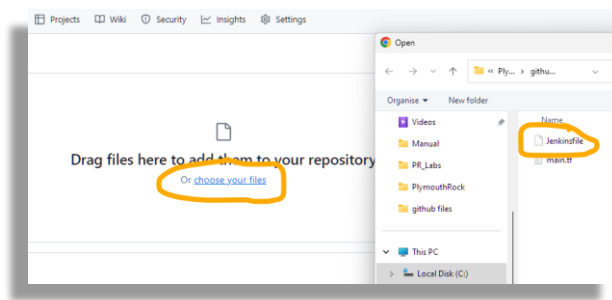 Projects Wiki Security Insights Settings
Drag files here to add them to your repository
Or choose your files
Open
« Ply... › githu...
Organise New folder
Name
Videos
Manual
PR_Labs
PlymouthRock
github files
This PC
Local Disk (C:)
Jenkinsfile
main.tf